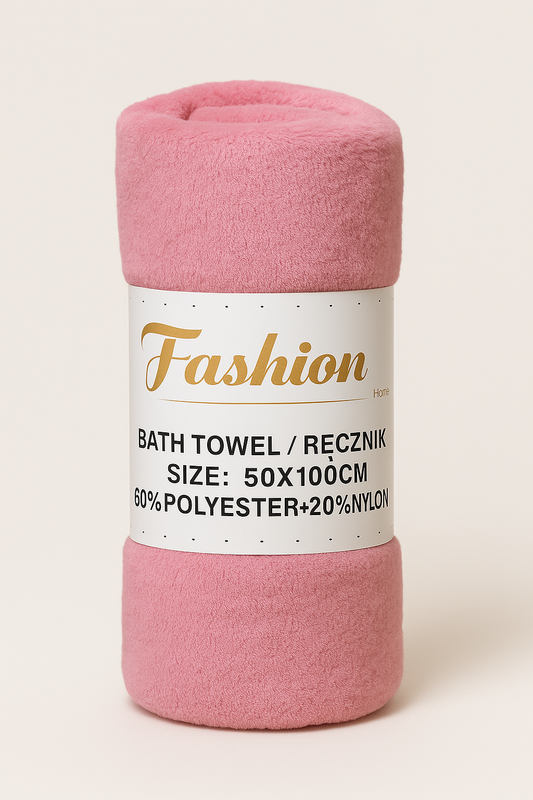 Fashion
Home
BATH TOWEL / RĘCZNIK
SIZE: 50X100CM
60%POLYESTER+20%NYLON